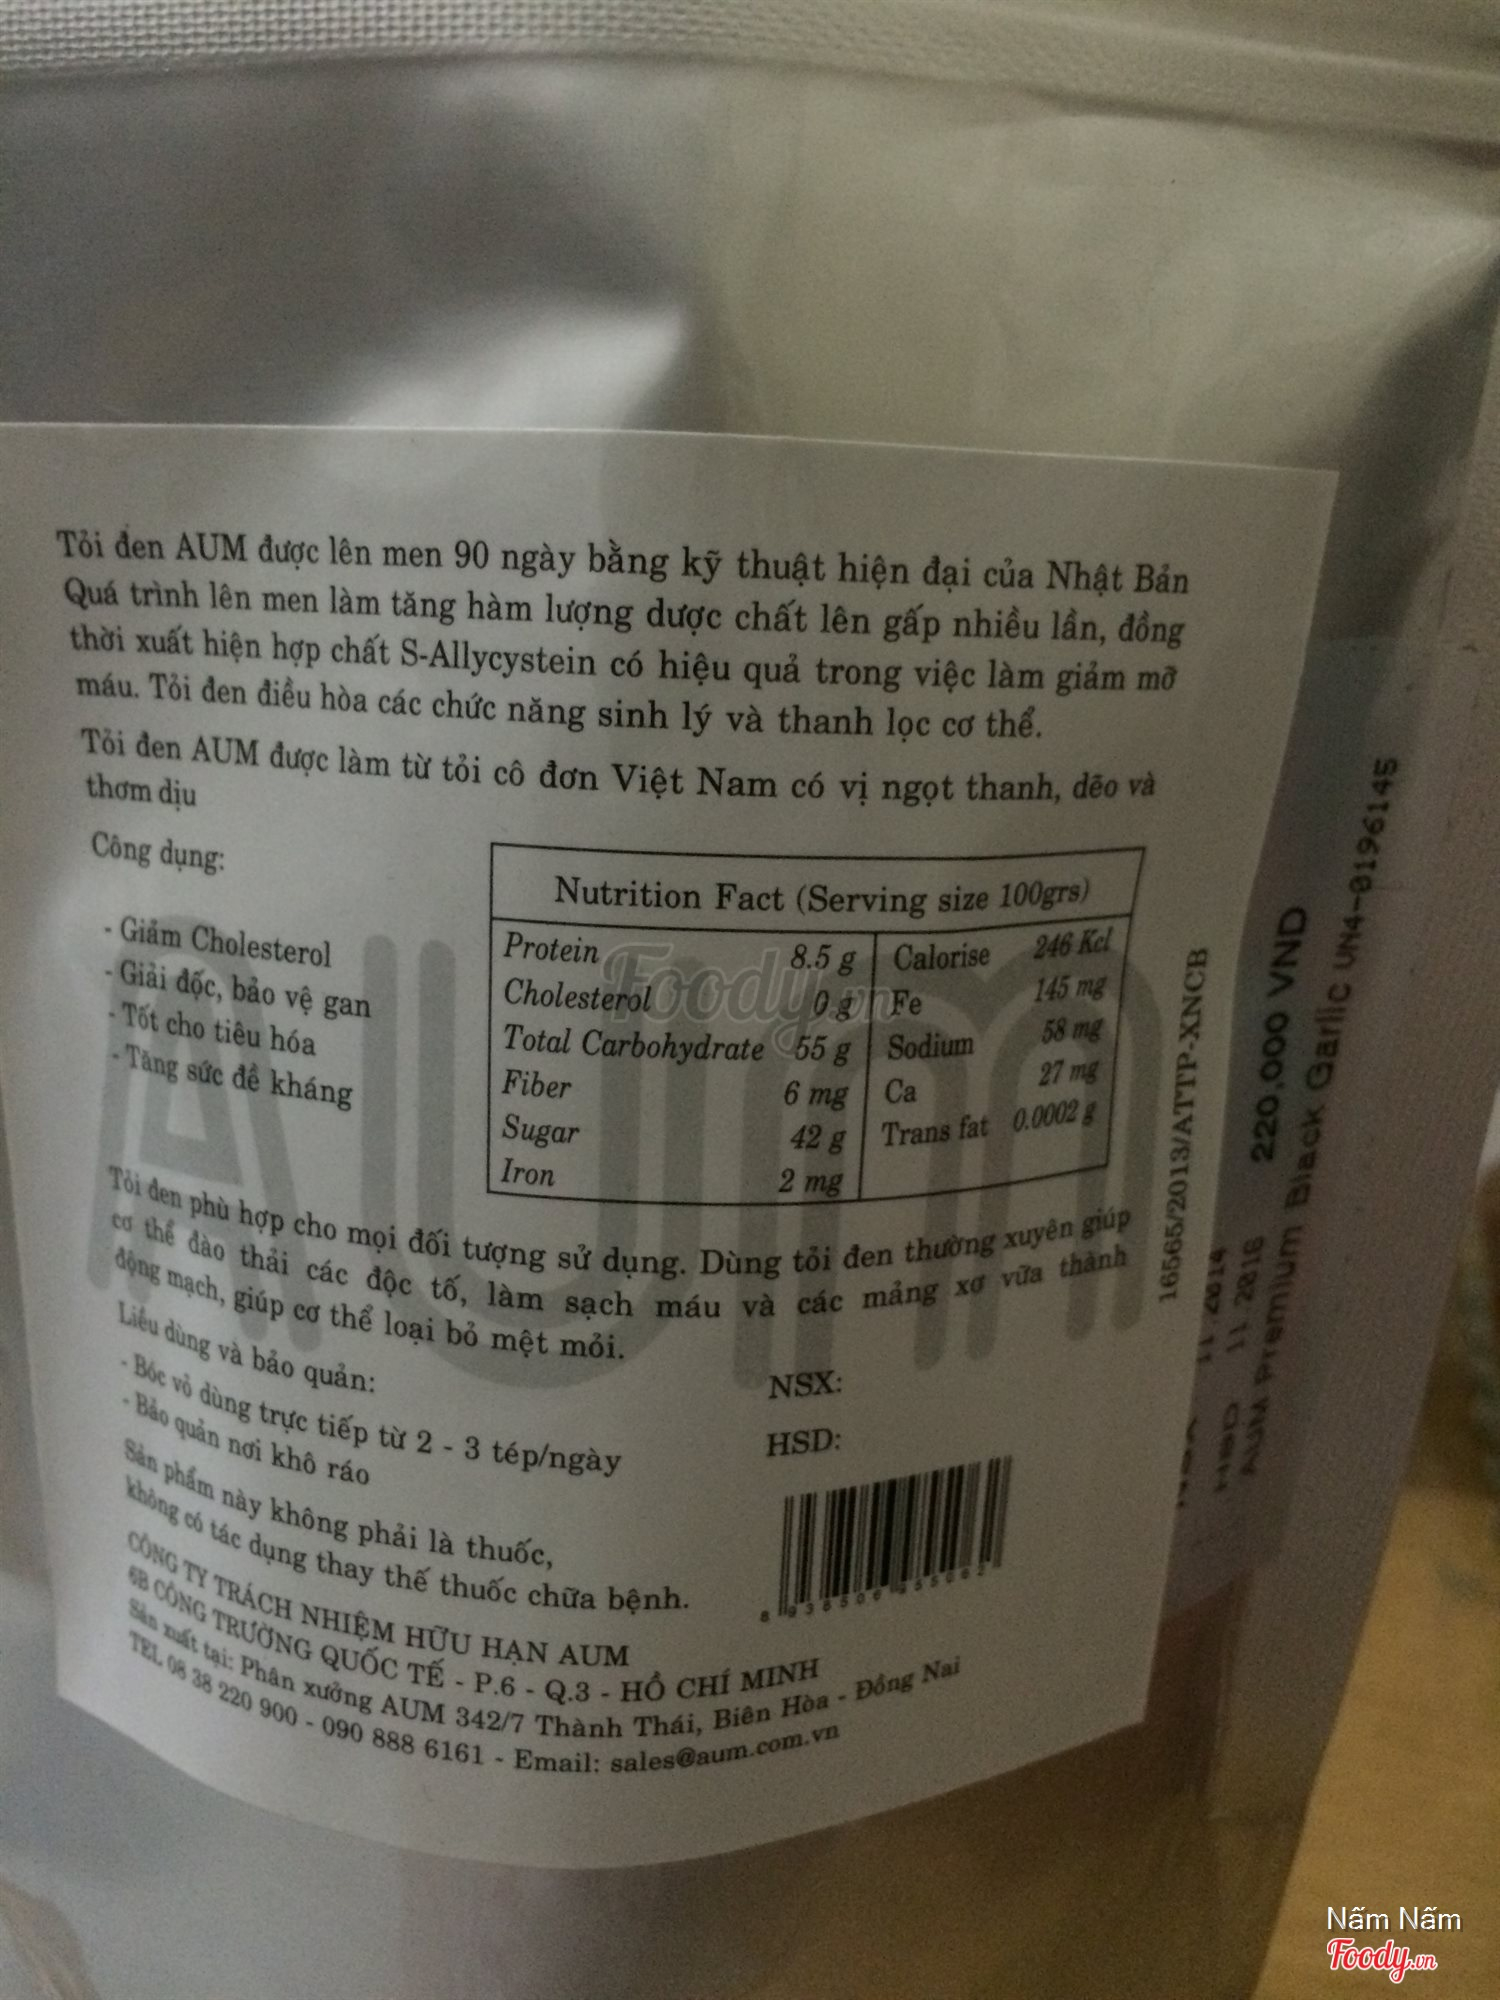 Tỏi đen AUM được lên men 90 ngày bằng kỹ thuật hiện đại của Nhật Bản
Quá trình lên men làm tăng hàm lượng dược chất lên gấp nhiều lần, đồng
thời xuất hiện hợp chất S-Allycystein có hiệu quả trong việc làm giảm mỡ
máu. Tỏi đen điều hòa các chức năng sinh lý và thanh lọc cơ thể.
Tỏi đen AUM được làm từ tỏi cô đơn Việt Nam có vị ngọt thanh, dẽo và
thơm dịu
Công dụng:
- Giảm Cholesterol
- Giải độc, bảo vệ gan
- Tốt cho tiêu hóa
- Tăng sức đề kháng
Nutrition Fact (Serving size 100grs)
Protein 8.5 g Calorise 246 Kcl
Cholesterol 0 g Fe 145 mg
Total Carbohydrate 55 g Sodium 58 mg
Fiber 6 mg Ca 27 mg
Sugar 42 g Trans fat 0.0002 g
Iron 2 mg
Tỏi đen phù hợp cho mọi đối tượng sử dụng. Dùng tỏi đen thường xuyên giúp
cơ thể đào thải các độc tố, làm sạch máu và các mảng xơ vữa thành
động mạch, giúp cơ thể loại bỏ mệt mỏi.
Liều dùng và bảo quản:
- Bóc vỏ dùng trực tiếp từ 2 - 3 tép/ngày
- Bảo quản nơi khô ráo
NSX:
HSD:
Sản phẩm này không phải là thuốc,
không có tác dụng thay thế thuốc chữa bệnh.
CÔNG TY TRÁCH NHIỆM HỮU HẠN AUM
6B CÔNG TRƯỜNG QUỐC TẾ - P.6 - Q.3 - HỒ CHÍ MINH
Sản xuất tại: Phân xưởng AUM 342/7 Thành Thái, Biên Hòa - Đồng Nai
TEL 08 38 220 900 - 090 888 6161 - Email: sales@aum.com.vn
16565/2013/ATTP-XNCB
11.2014
HSD 11 2016
220,000 VND
AUM Premium Black Garlic UN4-0196145
AUM
Foody.vn
Nấm Nấm
Foody.vn